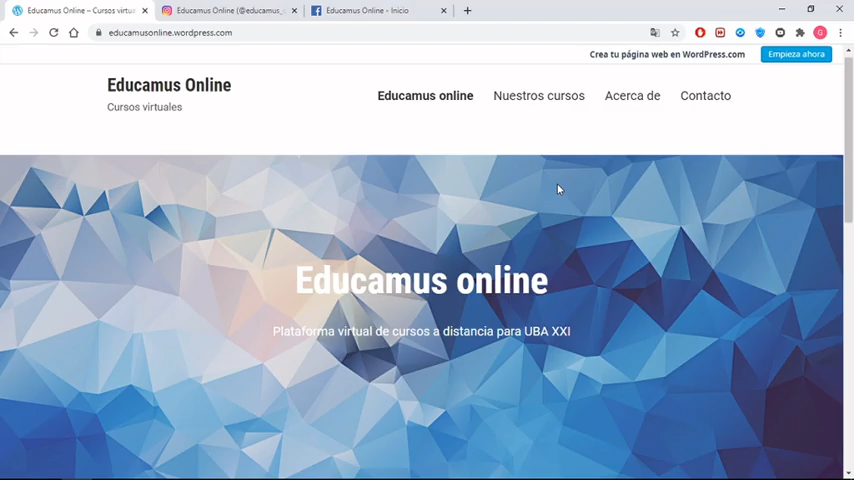 Educamus Online – Cursos virtua
Educamus Online (@educamus_
Educamus Online - Inicio
educamusonline.wordpress.com
Crea tu página web en WordPress.com
Empieza ahora
Educamus Online
Cursos virtuales
Educamus online
Nuestros cursos
Acerca de
Contacto
Educamus online
Plataforma virtual de cursos a distancia para UBA XXI